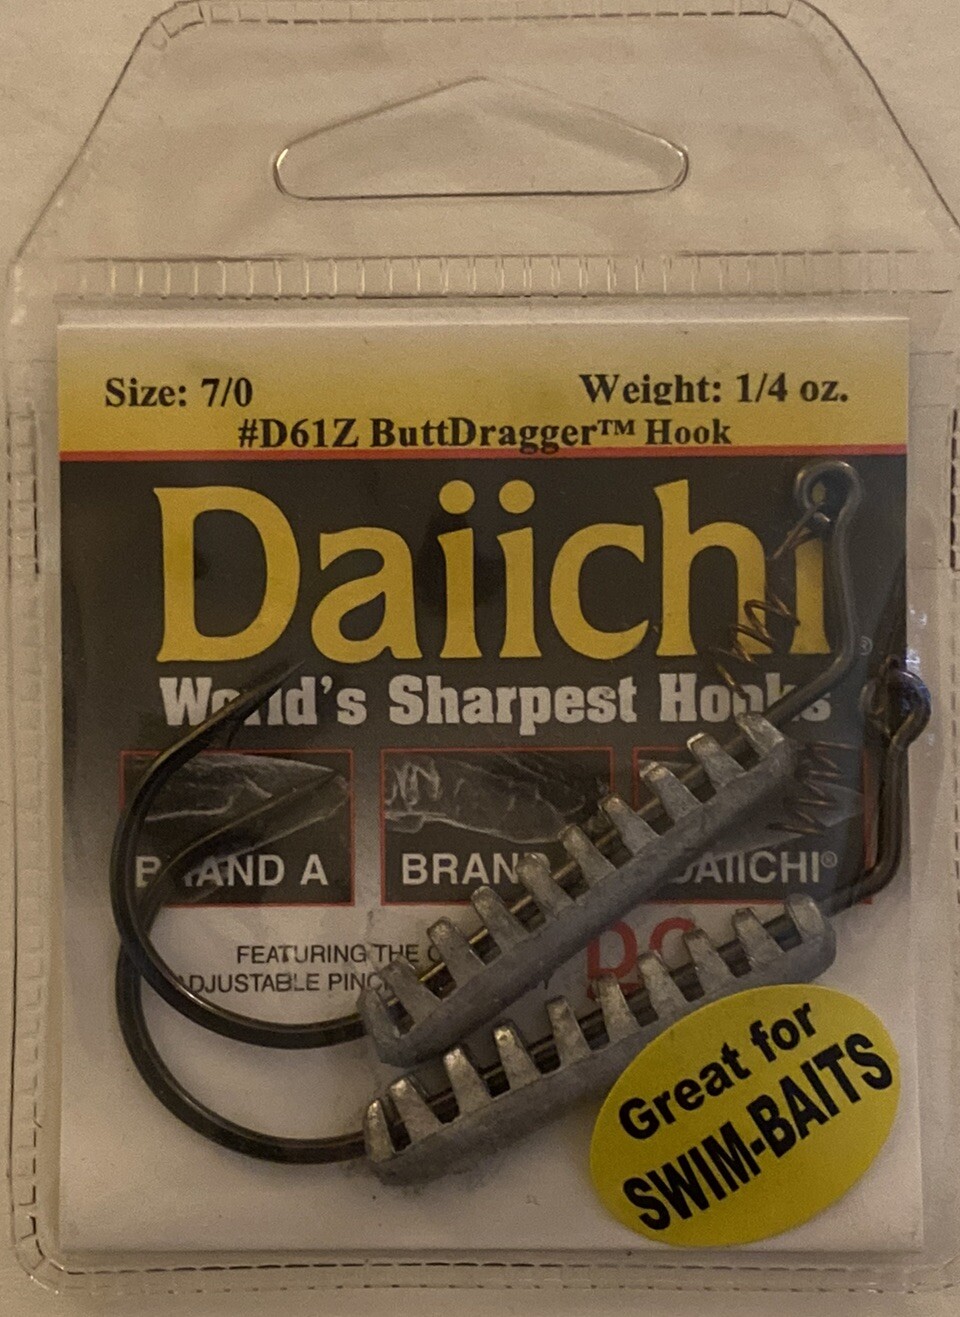 Size: 7/0 Weight: 1/4 oz.
#D61Z ButtDragger™ Hook
Daiichi®
World's Sharpest Hooks
BRAND A BRAND DAIICHI®
FEATURING THE
ADJUSTABLE
Great for
SWIM-BAITS